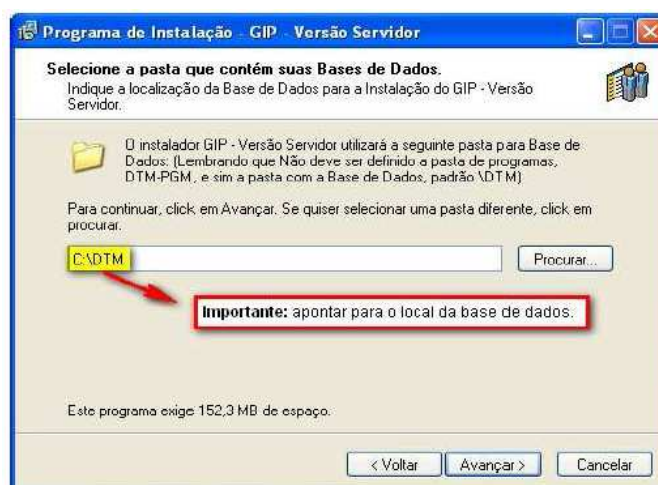 Programa de Instalação - GIP - Versão Servidor
Selecione a pasta que contém suas Bases de Dados.
Indique a localização da Base de Dados para a Instalação do GIP - Versão
Servidor.
O instalador GIP - Versão Servidor utilizará a seguinte pasta para Base de
Dados: (Lembrando que Não deve ser definido a pasta de programas,
DTM-PGM, e sim a pasta com a Base de Dados, padrão \DTM)
Para continuar, click em Avançar. Se quiser selecionar uma pasta diferente, click em
procurar.
C:\DTM
Procurar...
Importante: apontar para o local da base de dados.
Este programa exige 152,3 MB de espaço.
< Voltar
Avançar >
Cancelar